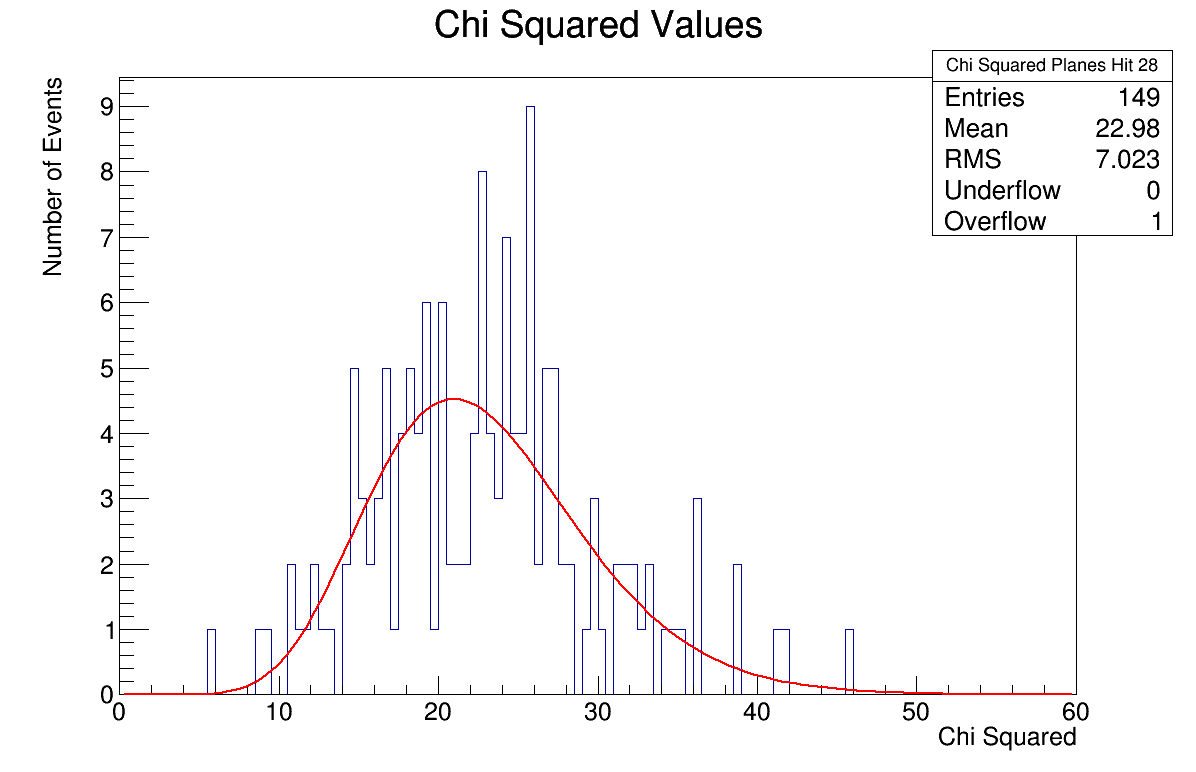 Chi Squared Values
Chi Squared Planes Hit 28
Entries 149
Mean 22.98
RMS 7.023
Underflow 0
Overflow 1
Number of Events
9
8
7
6
5
4
3
2
1
0
0 10 20 30 40 50 60
Chi Squared